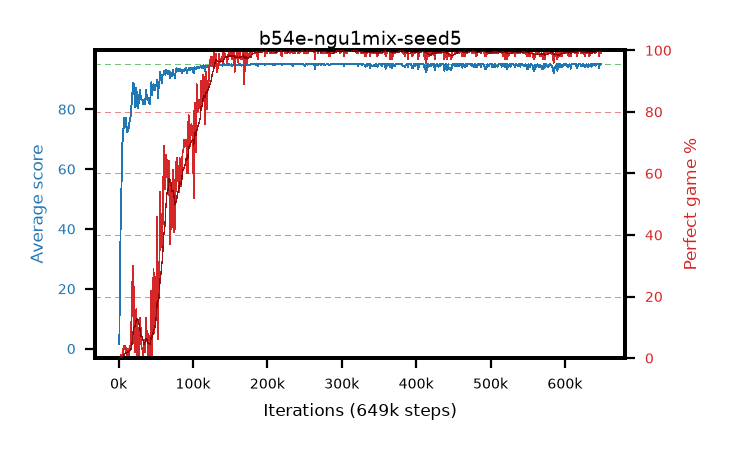 b54e-ngu1mix-seed5
100
80
80
60
60
40
40
20
20
0
0
Average score
Perfect game %
0k 100k 200k 300k 400k 500k 600k
Iterations (649k steps)